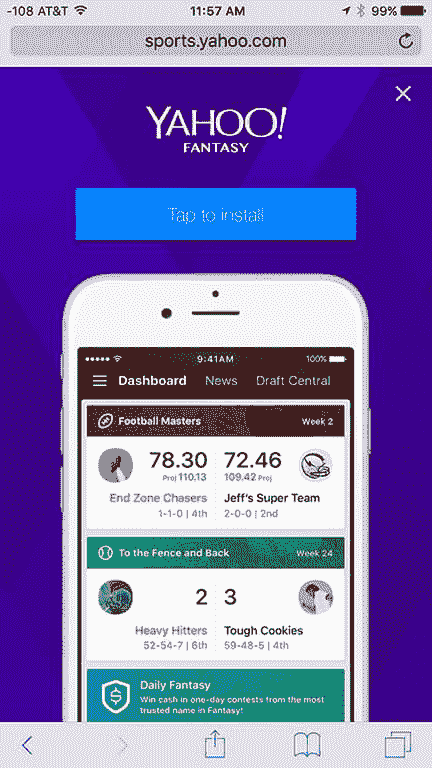 -108 AT&T 11:57 AM 99%
sports.yahoo.com
YAHOO!
FANTASY
Tap to install
9:41AM 100%
Dashboard News Draft Central
Football Masters Week 2
78.30 72.46
Proj 110.13 109.42 Proj
End Zone Chasers Jeff's Super Team
1-1-0 | 4th 2-0-0 | 2nd
To the Fence and Back Week 24
2 3
Heavy Hitters Tough Cookies
52-54-7 | 6th 59-48-5 | 4th
Daily Fantasy
Win cash in one-day contests from the most
trusted name in Fantasy!